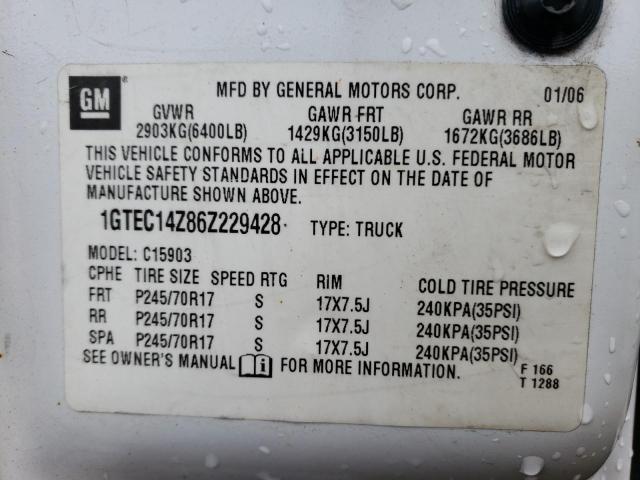 GM
MFD BY GENERAL MOTORS CORP. 01/06
GVWR GAWR FRT GAWR RR
2903KG(6400LB) 1429KG(3150LB) 1672KG(3686LB)
THIS VEHICLE CONFORMS TO ALL APPLICABLE U.S. FEDERAL MOTOR
VEHICLE SAFETY STANDARDS IN EFFECT ON THE DATE OF
MANUFACTURE SHOWN ABOVE.
1GTEC14Z86Z229428 TYPE: TRUCK
MODEL: C15903
CPHE TIRE SIZE SPEED RTG RIM COLD TIRE PRESSURE
FRT P245/70R17 S 17X7.5J 240KPA(35PSI)
RR P245/70R17 S 17X7.5J 240KPA(35PSI)
SPA P245/70R17 S 17X7.5J 240KPA(35PSI)
SEE OWNER'S MANUAL FOR MORE INFORMATION.
F 166
T 1288